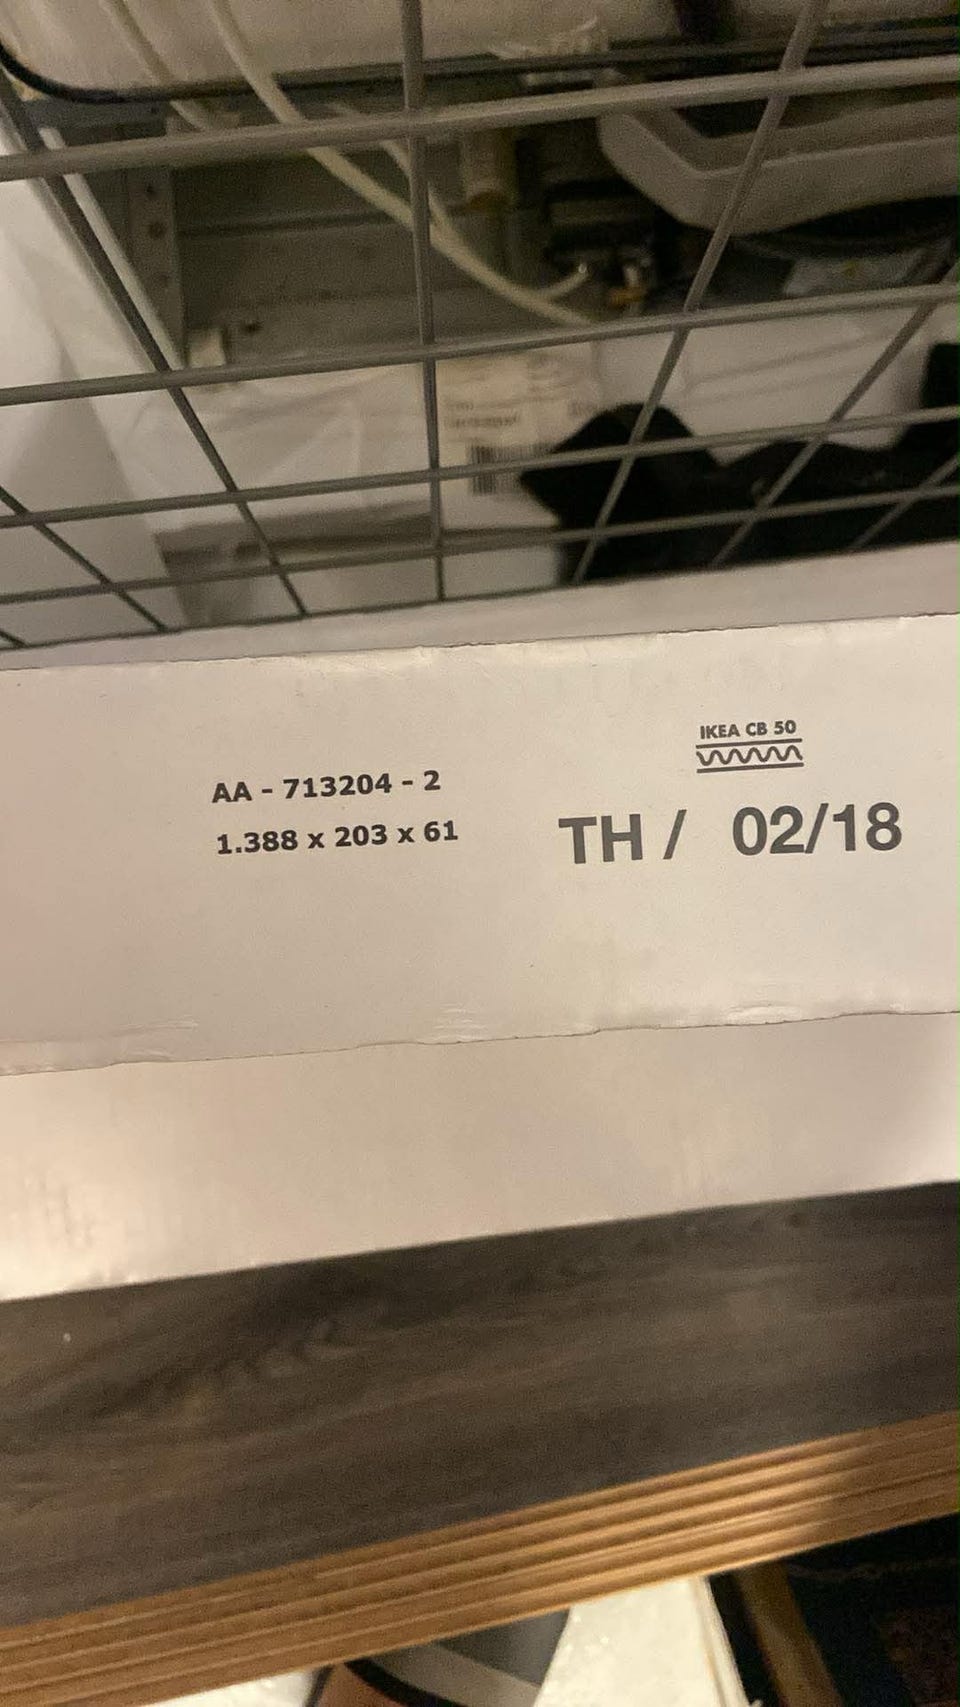 IKEA CB 50
AA - 713204 - 2
1.388 x 203 x 61
TH / 02/18